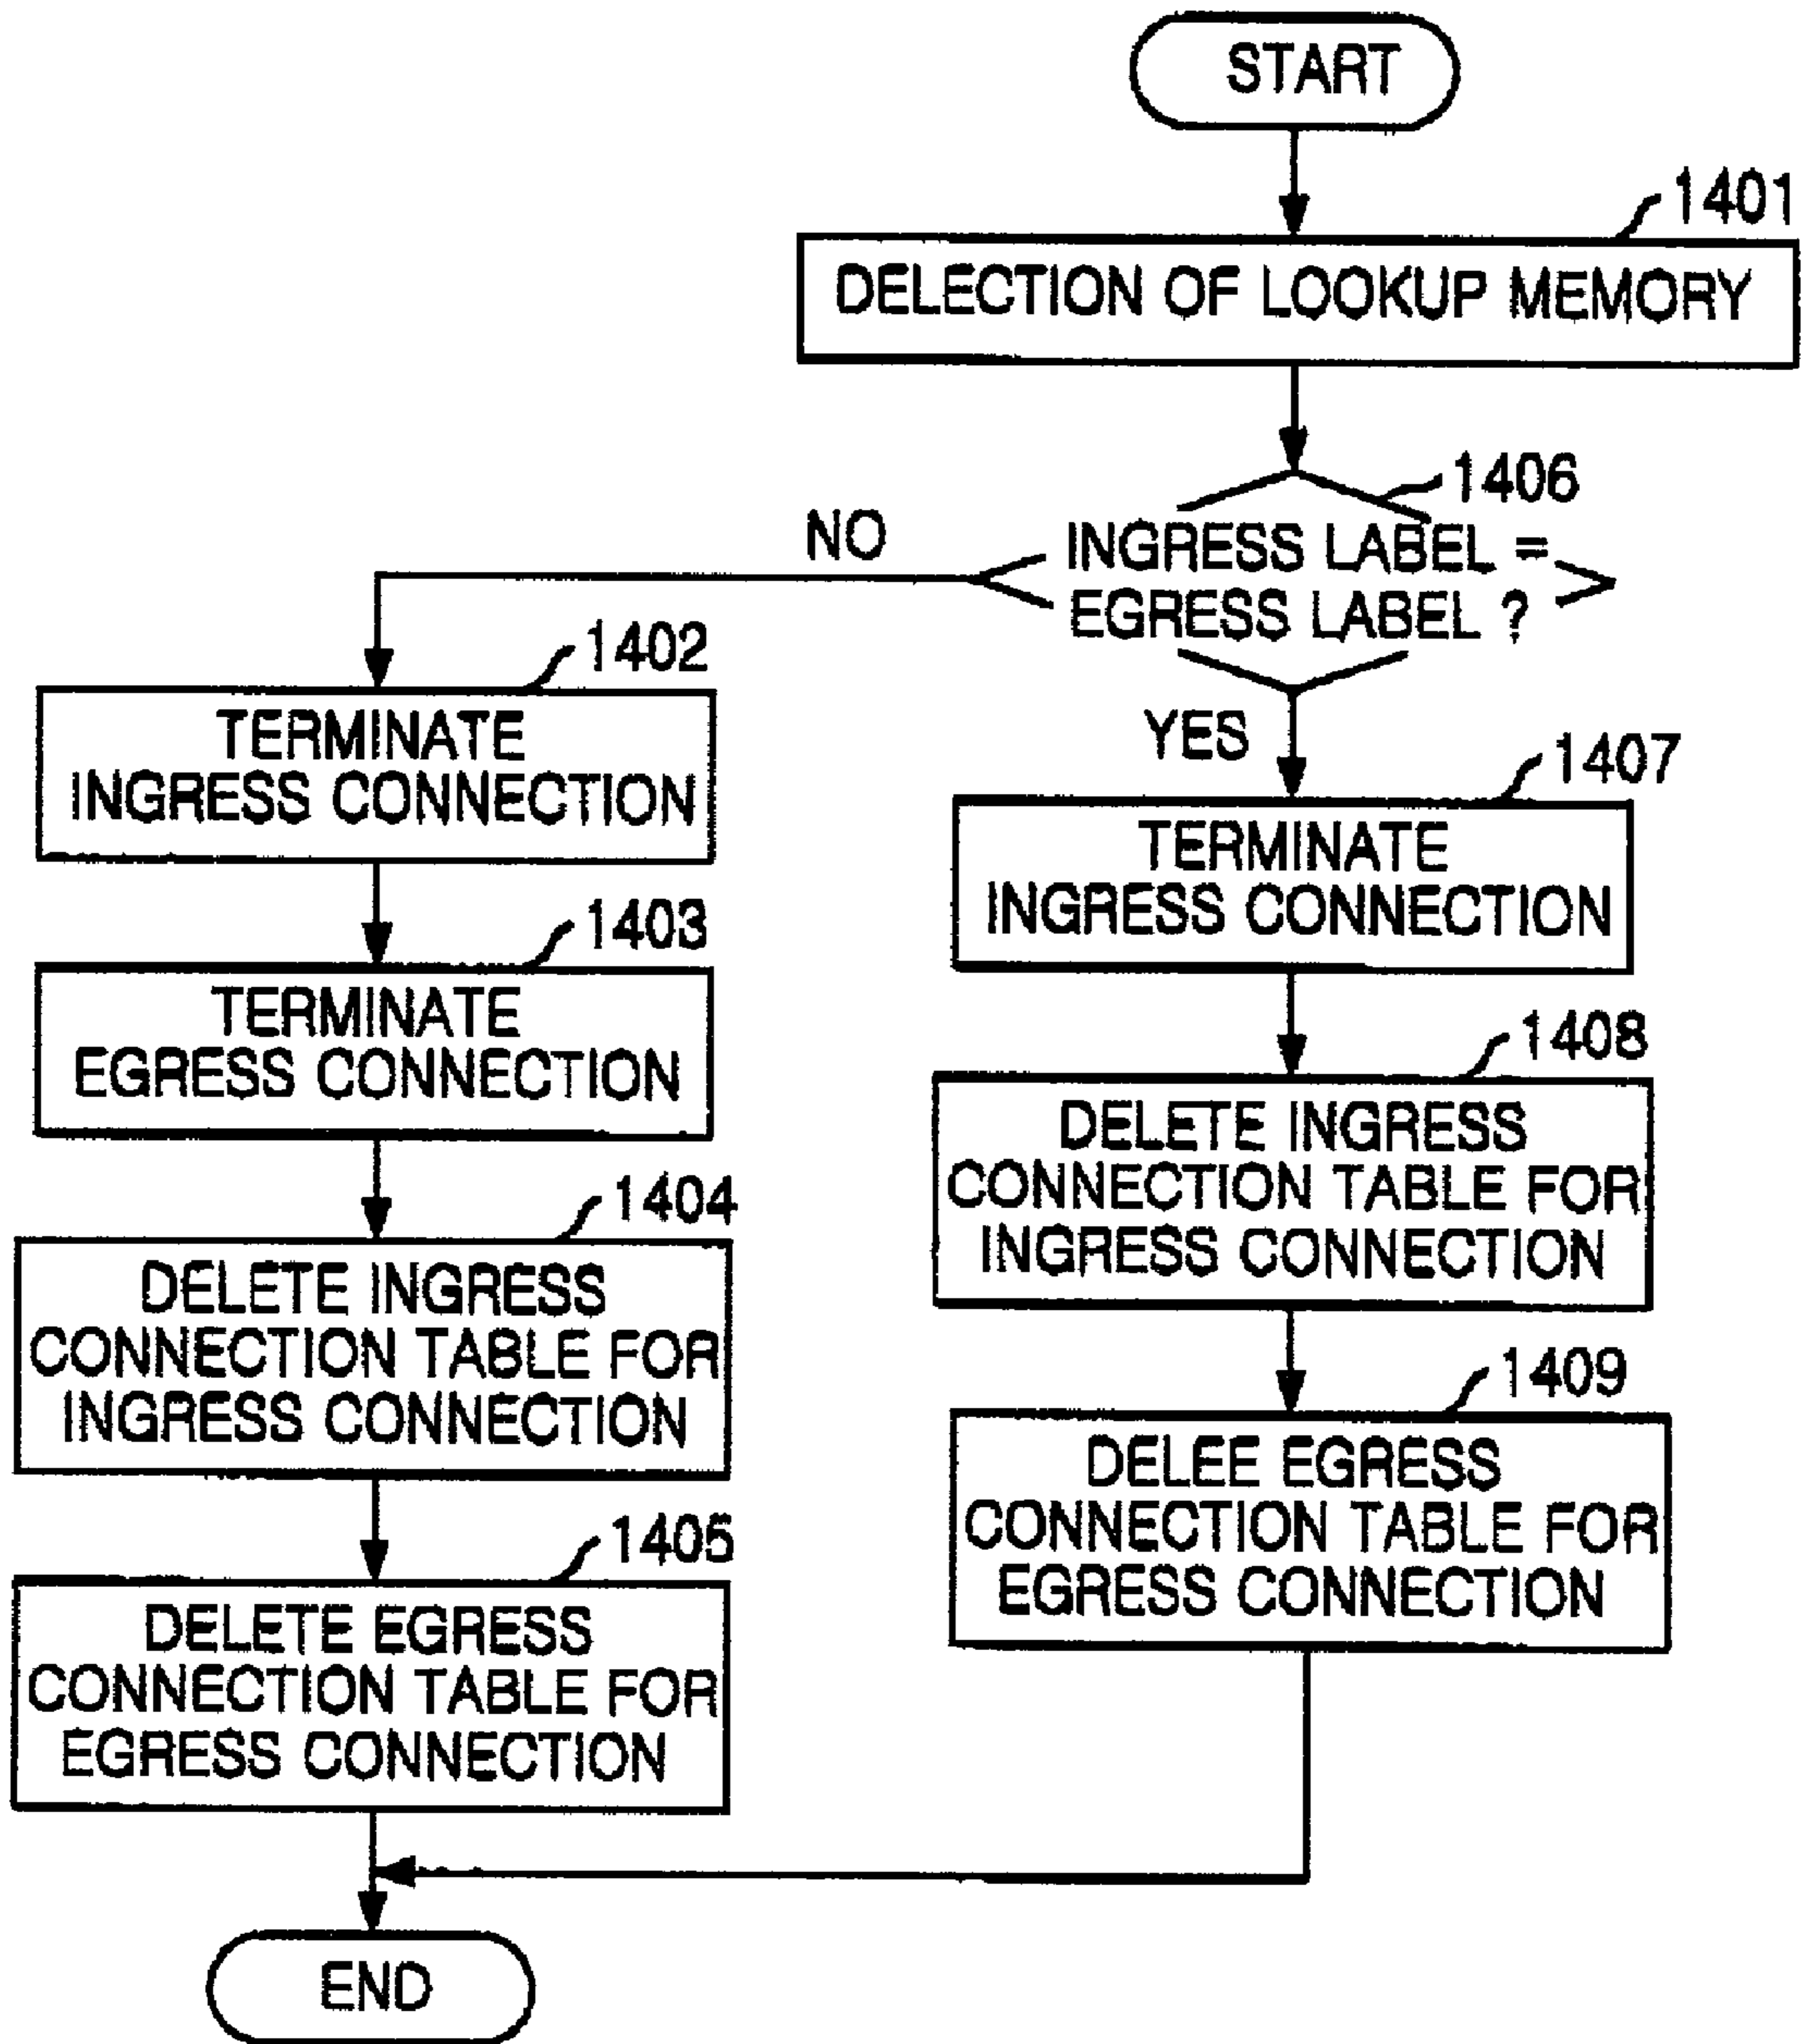 START
1401
DELECTION OF LOOKUP MEMORY
1406
INGRESS LABEL =
EGRESS LABEL ?
NO
YES
1402
TERMINATE
INGRESS CONNECTION
1403
TERMINATE
EGRESS CONNECTION
1404
DELETE INGRESS
CONNECTION TABLE FOR
INGRESS CONNECTION
1405
DELETE EGRESS
CONNECTION TABLE FOR
EGRESS CONNECTION
1407
TERMINATE
INGRESS CONNECTION
1408
DELETE INGRESS
CONNECTION TABLE FOR
INGRESS CONNECTION
1409
DELEE EGRESS
CONNECTION TABLE FOR
EGRESS CONNECTION
END